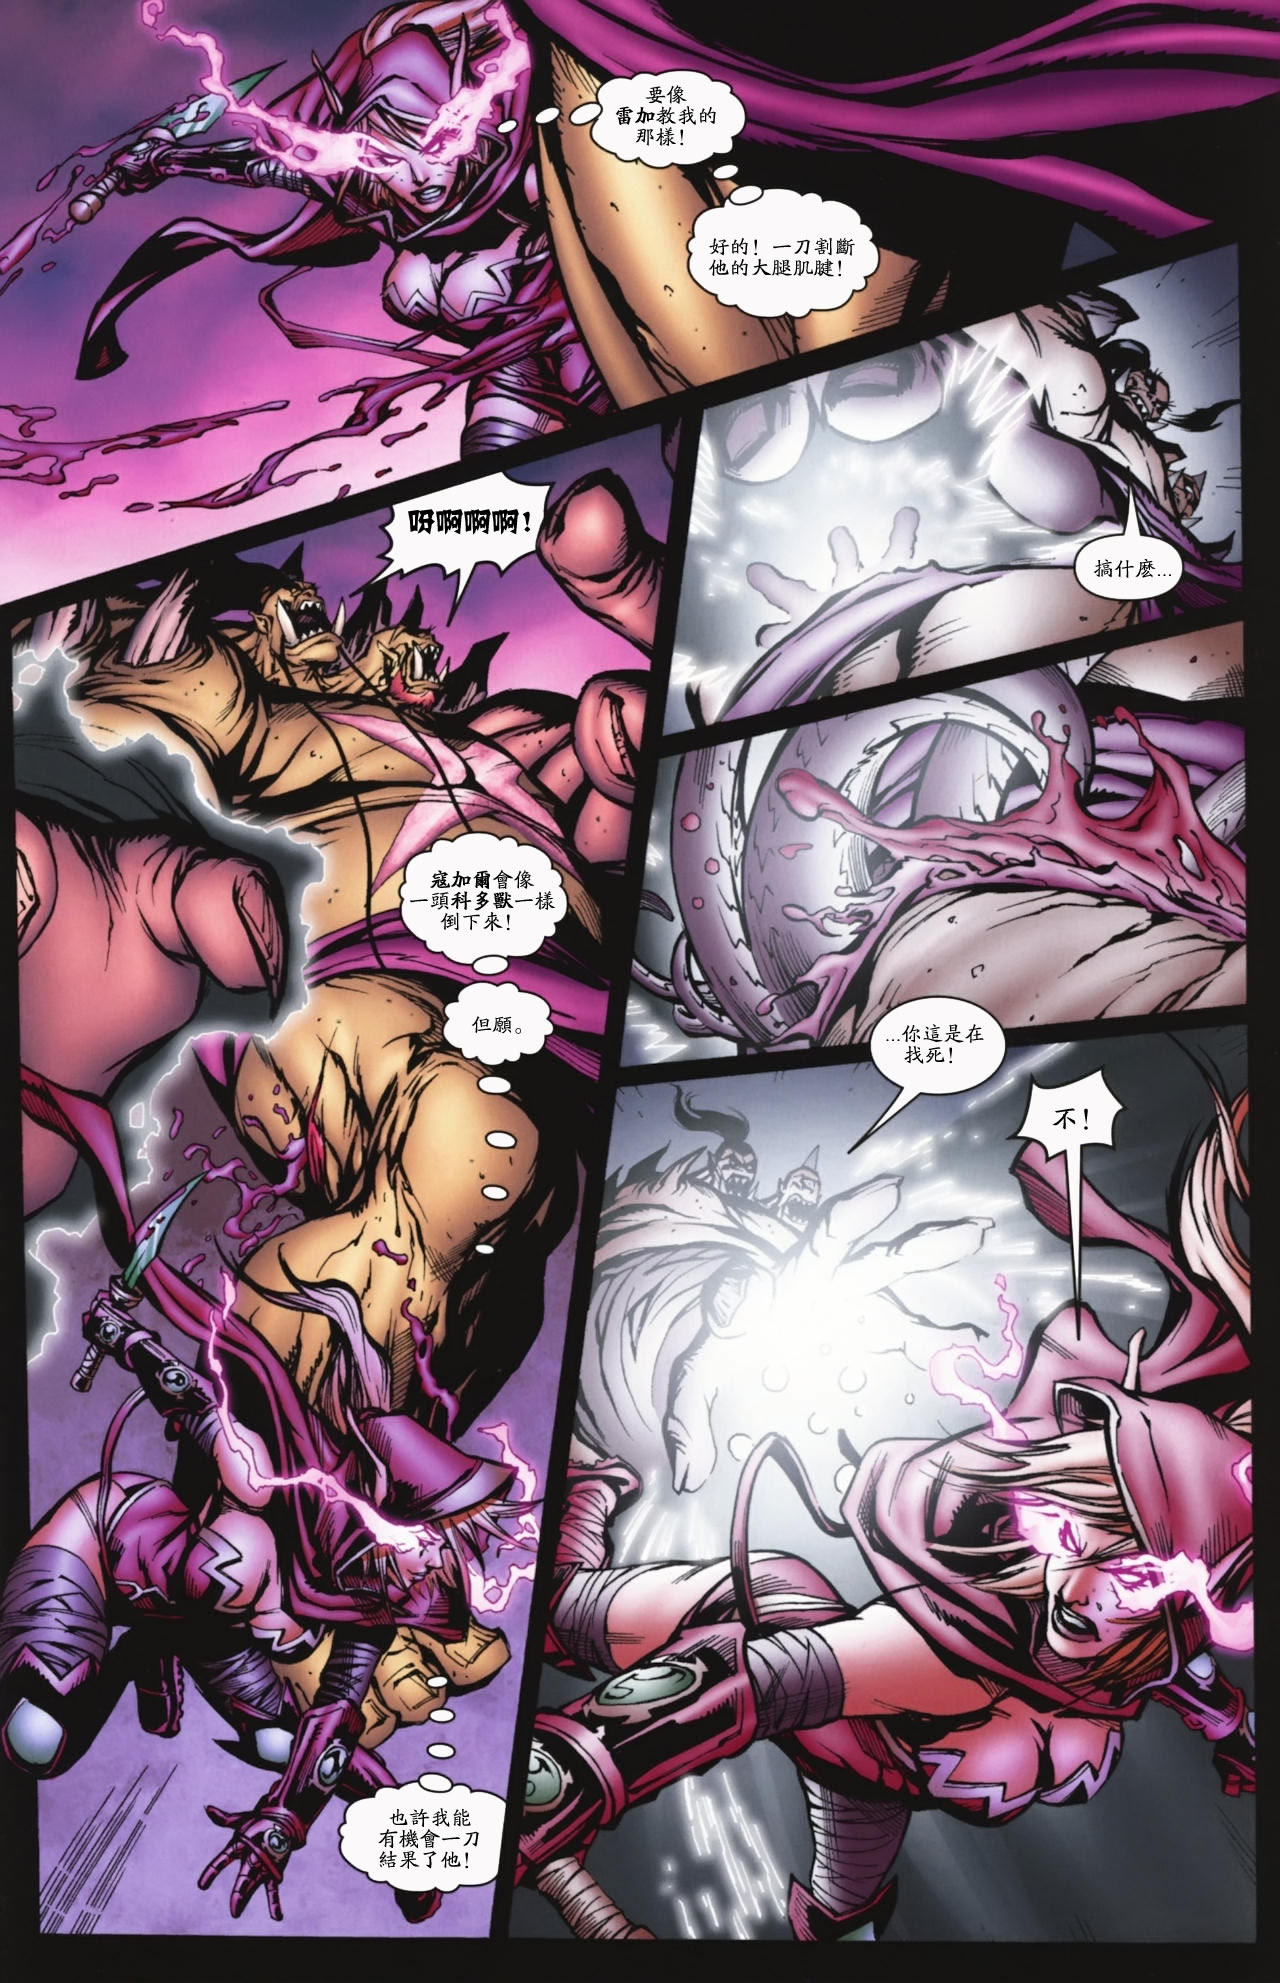 要像
雷加教我的
那樣！
好的！一刀割斷
他的大腿肌腱！
呀啊啊啊！
寇加爾會像
一頭科多獸一樣
倒下來！
但願。
也許我能
有機會一刀
結果了他！
搞什麼…
…你這是在
找死！
不！